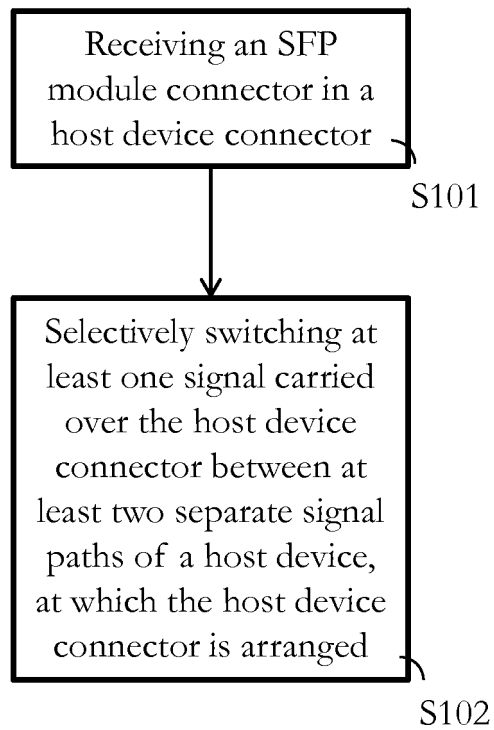 Receiving an SFP
module connector in a
host device connector
S101
Selectively switching at
least one signal carried
over the host device
connector between at
least two separate signal
paths of a host device,
at which the host device
connector is arranged
S102